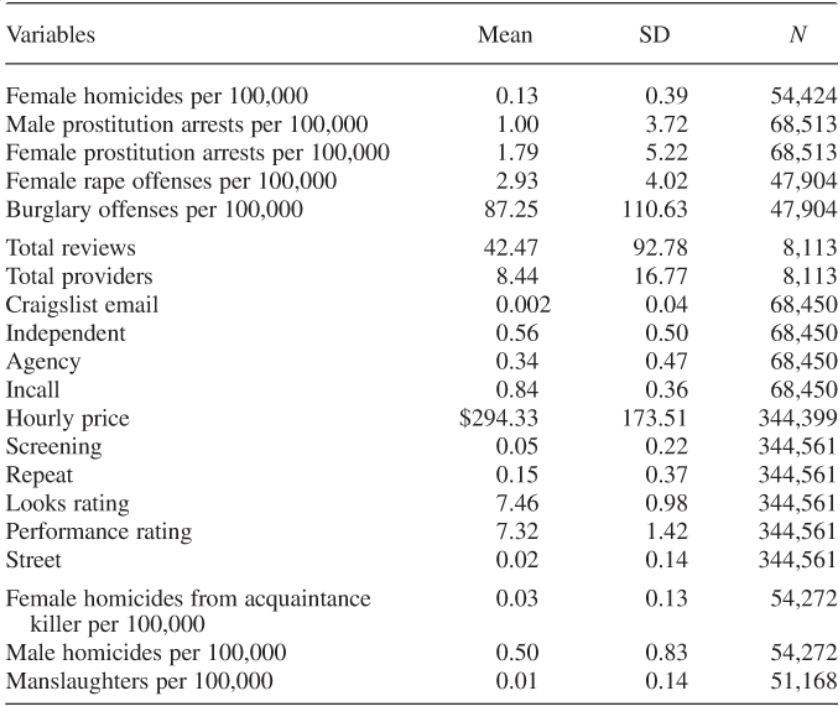 Variables Mean SD N
Female homicides per 100,000 0.13 0.39 54,424
Male prostitution arrests per 100,000 1.00 3.72 68,513
Female prostitution arrests per 100,000 1.79 5.22 68,513
Female rape offenses per 100,000 2.93 4.02 47,904
Burglary offenses per 100,000 87.25 110.63 47,904
Total reviews 42.47 92.78 8,113
Total providers 8.44 16.77 8,113
Craigslist email 0.002 0.04 68,450
Independent 0.56 0.50 68,450
Agency 0.34 0.47 68,450
Incall 0.84 0.36 68,450
Hourly price $294.33 173.51 344,399
Screening 0.05 0.22 344,561
Repeat 0.15 0.37 344,561
Looks rating 7.46 0.98 344,561
Performance rating 7.32 1.42 344,561
Street 0.02 0.14 344,561
Female homicides from acquaintance 0.03 0.13 54,272
killer per 100,000
Male homicides per 100,000 0.50 0.83 54,272
Manslaughters per 100,000 0.01 0.14 51,168